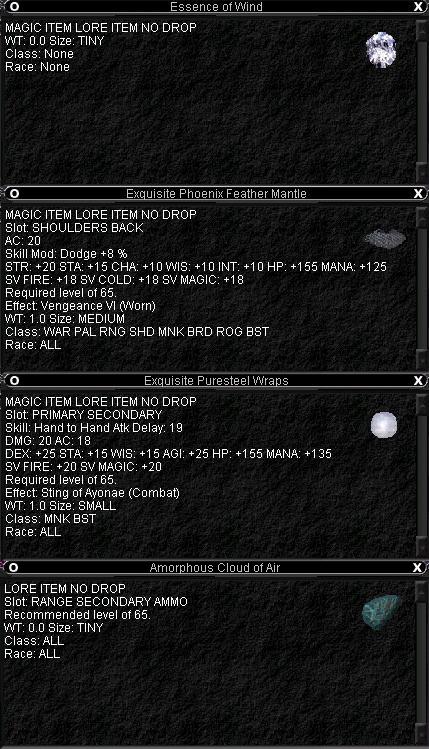 Essence of Wind
MAGIC ITEM LORE ITEM NO DROP
WT: 0.0 Size: TINY
Class: None
Race: None
Exquisite Phoenix Feather Mantle
MAGIC ITEM LORE ITEM NO DROP
Slot: SHOULDERS BACK
AC: 20
Skill Mod: Dodge +8 %
STR: +20 STA: +15 CHA: +10 WIS: +10 INT: +10 HP: +155 MANA: +125
SV FIRE: +18 SV COLD: +18 SV MAGIC: +18
Required level of 65.
Effect: Vengeance VI (Worn)
WT: 1.0 Size: MEDIUM
Class: WAR PAL RNG SHD MNK BRD ROG BST
Race: ALL
Exquisite Puresteel Wraps
MAGIC ITEM LORE ITEM NO DROP
Slot: PRIMARY SECONDARY
Skill: Hand to Hand Atk Delay: 19
DMG: 20 AC: 18
DEX: +25 STA: +15 WIS: +15 AGI: +25 HP: +155 MANA: +135
SV FIRE: +20 SV MAGIC: +20
Required level of 65.
Effect: Sting of Ayonae (Combat)
WT: 1.0 Size: SMALL
Class: MNK BST
Race: ALL
Amorphous Cloud of Air
LORE ITEM NO DROP
Slot: RANGE SECONDARY AMMO
Recommended level of 65.
WT: 0.0 Size: TINY
Class: ALL
Race: ALL